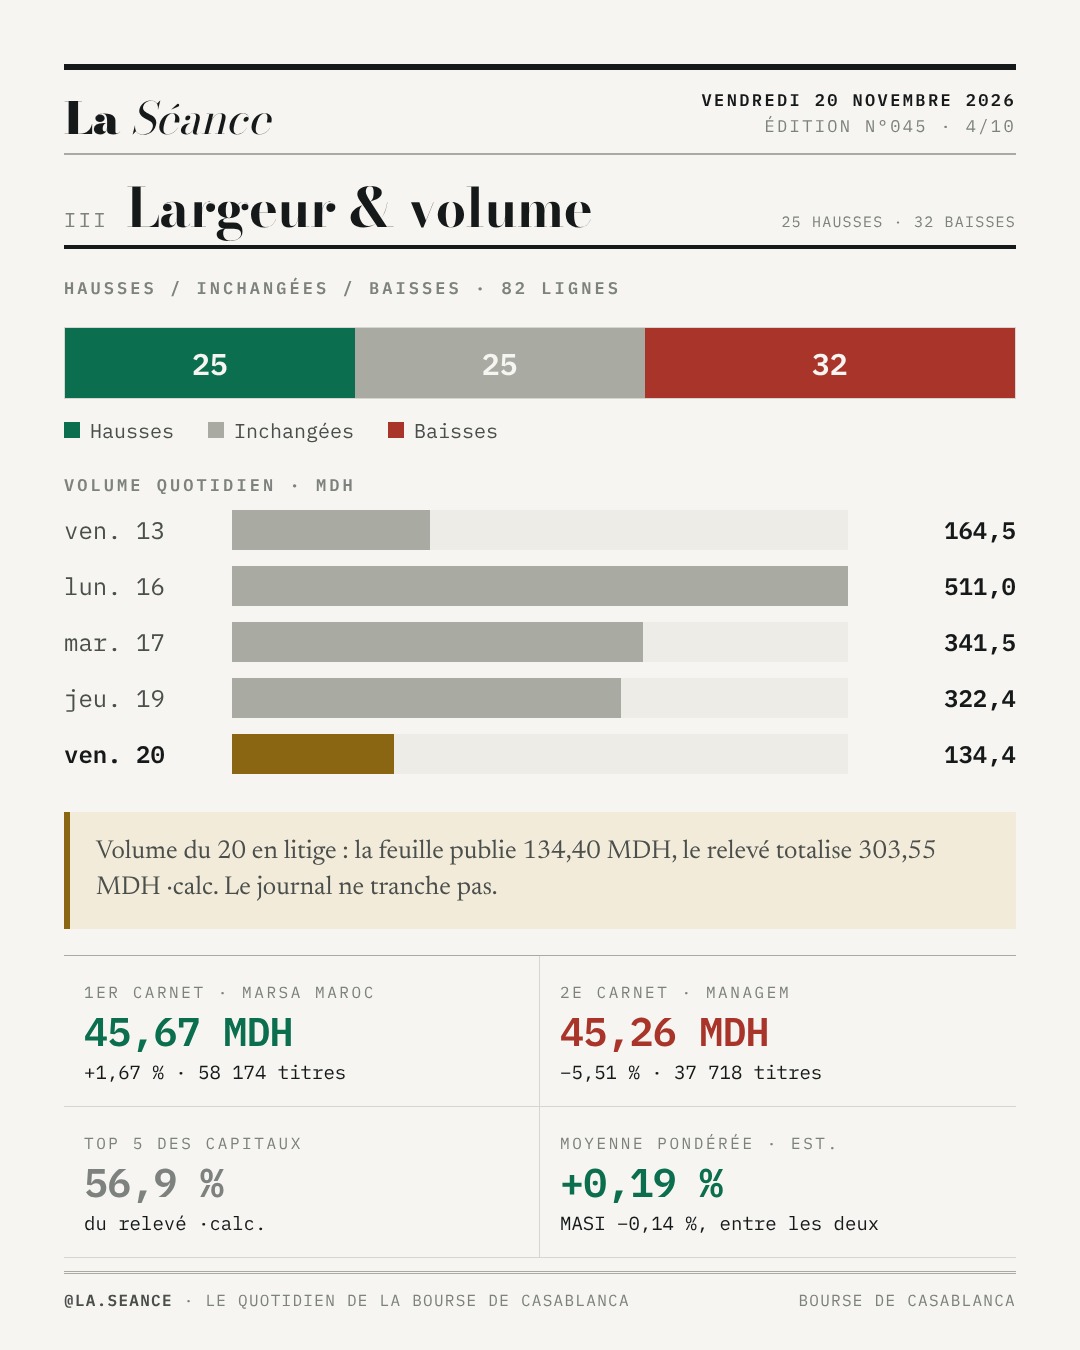 La Séance
VENDREDI 20 NOVEMBRE 2026
ÉDITION N°045 · 4/10
III Largeur & volume
25 HAUSSES · 32 BAISSES
HAUSSES / INCHANGÉES / BAISSES · 82 LIGNES
25 25 32
Hausses Inchangées Baisses
VOLUME QUOTIDIEN · MDH
ven. 13 164,5
lun. 16 511,0
mar. 17 341,5
jeu. 19 322,4
ven. 20 134,4
Volume du 20 en litige : la feuille publie 134,40 MDH, le relevé totalise 303,55
MDH ·calc. Le journal ne tranche pas.
1ER CARNET · MARSA MAROC
45,67 MDH
+1,67 % · 58 174 titres
2E CARNET · MANAGEM
45,26 MDH
−5,51 % · 37 718 titres
TOP 5 DES CAPITAUX
56,9 %
du relevé ·calc.
MOYENNE PONDÉRÉE · EST.
+0,19 %
MASI −0,14 %, entre les deux
@LA.SEANCE · LE QUOTIDIEN DE LA BOURSE DE CASABLANCA
BOURSE DE CASABLANCA